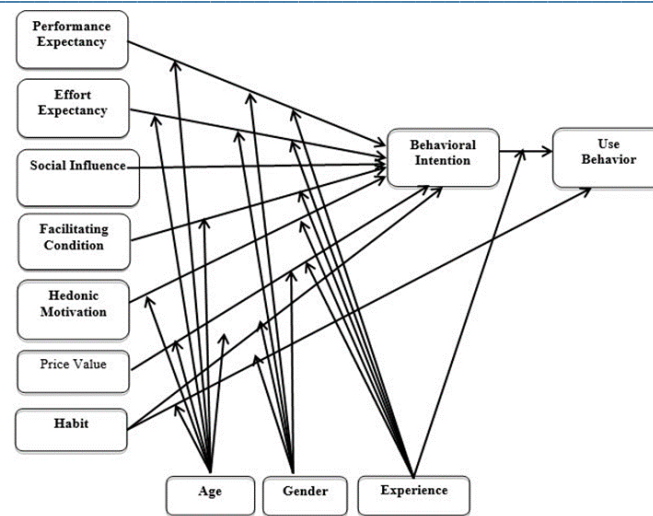 Performance
Expectancy
Effort
Expectancy
Social Influence
Facilitating
Condition
Hedonic
Motivation
Price Value
Habit
Behavioral
Intention
Use
Behavior
Age
Gender
Experience